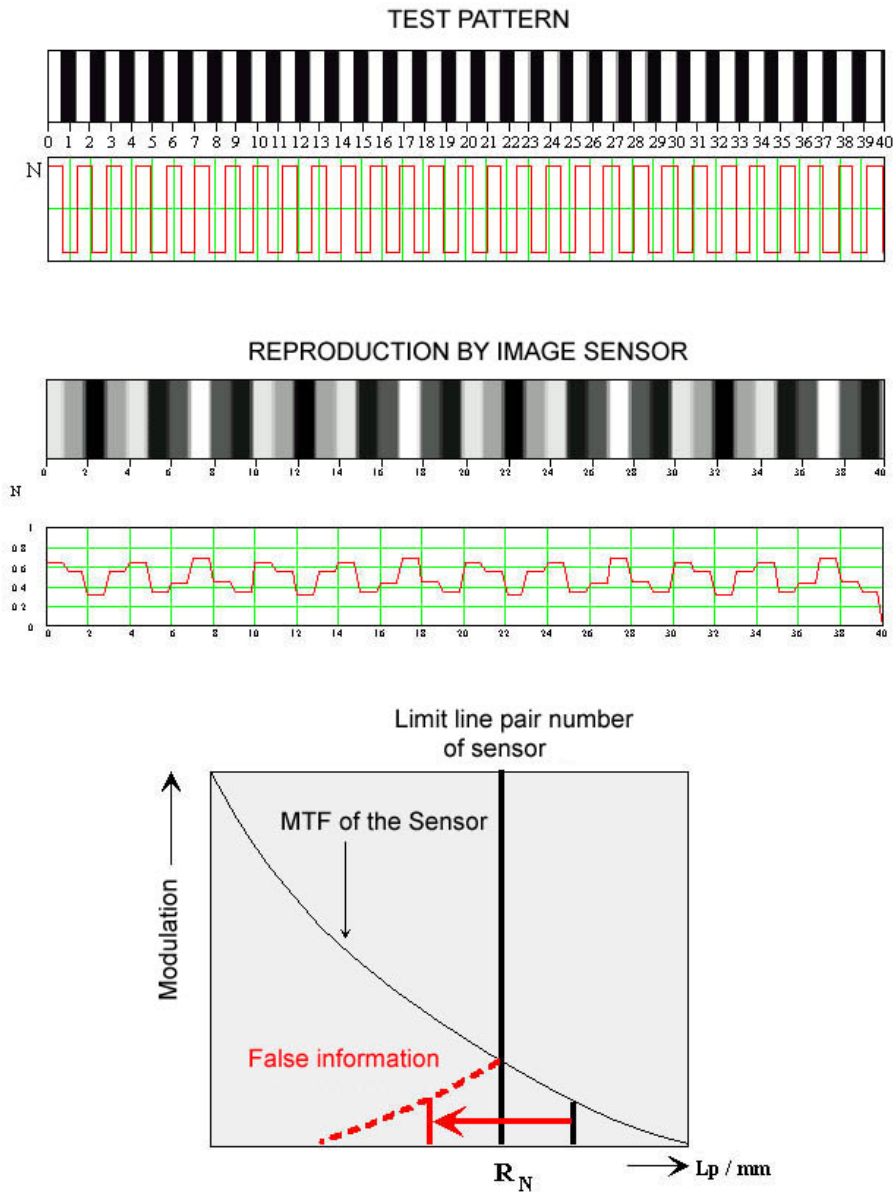 TEST PATTERN
0 1 2 3 4 5 6 7 8 9 10 11 12 13 14 15 16 17 18 19 20 21 22 23 24 25 26 27 28 29 30 31 32 33 34 35 36 37 38 39 40
N
REPRODUCTION BY IMAGE SENSOR
0 2 4 6 8 10 12 14 16 18 20 22 24 26 28 30 32 34 36 38 40
N
1
0 8
0 6
0 4
0 2
0
0 2 4 6 8 10 12 14 16 18 20 22 24 26 28 30 32 34 36 38 40
Limit line pair number
of sensor
MTF of the Sensor
Modulation
False information
R N
Lp / mm